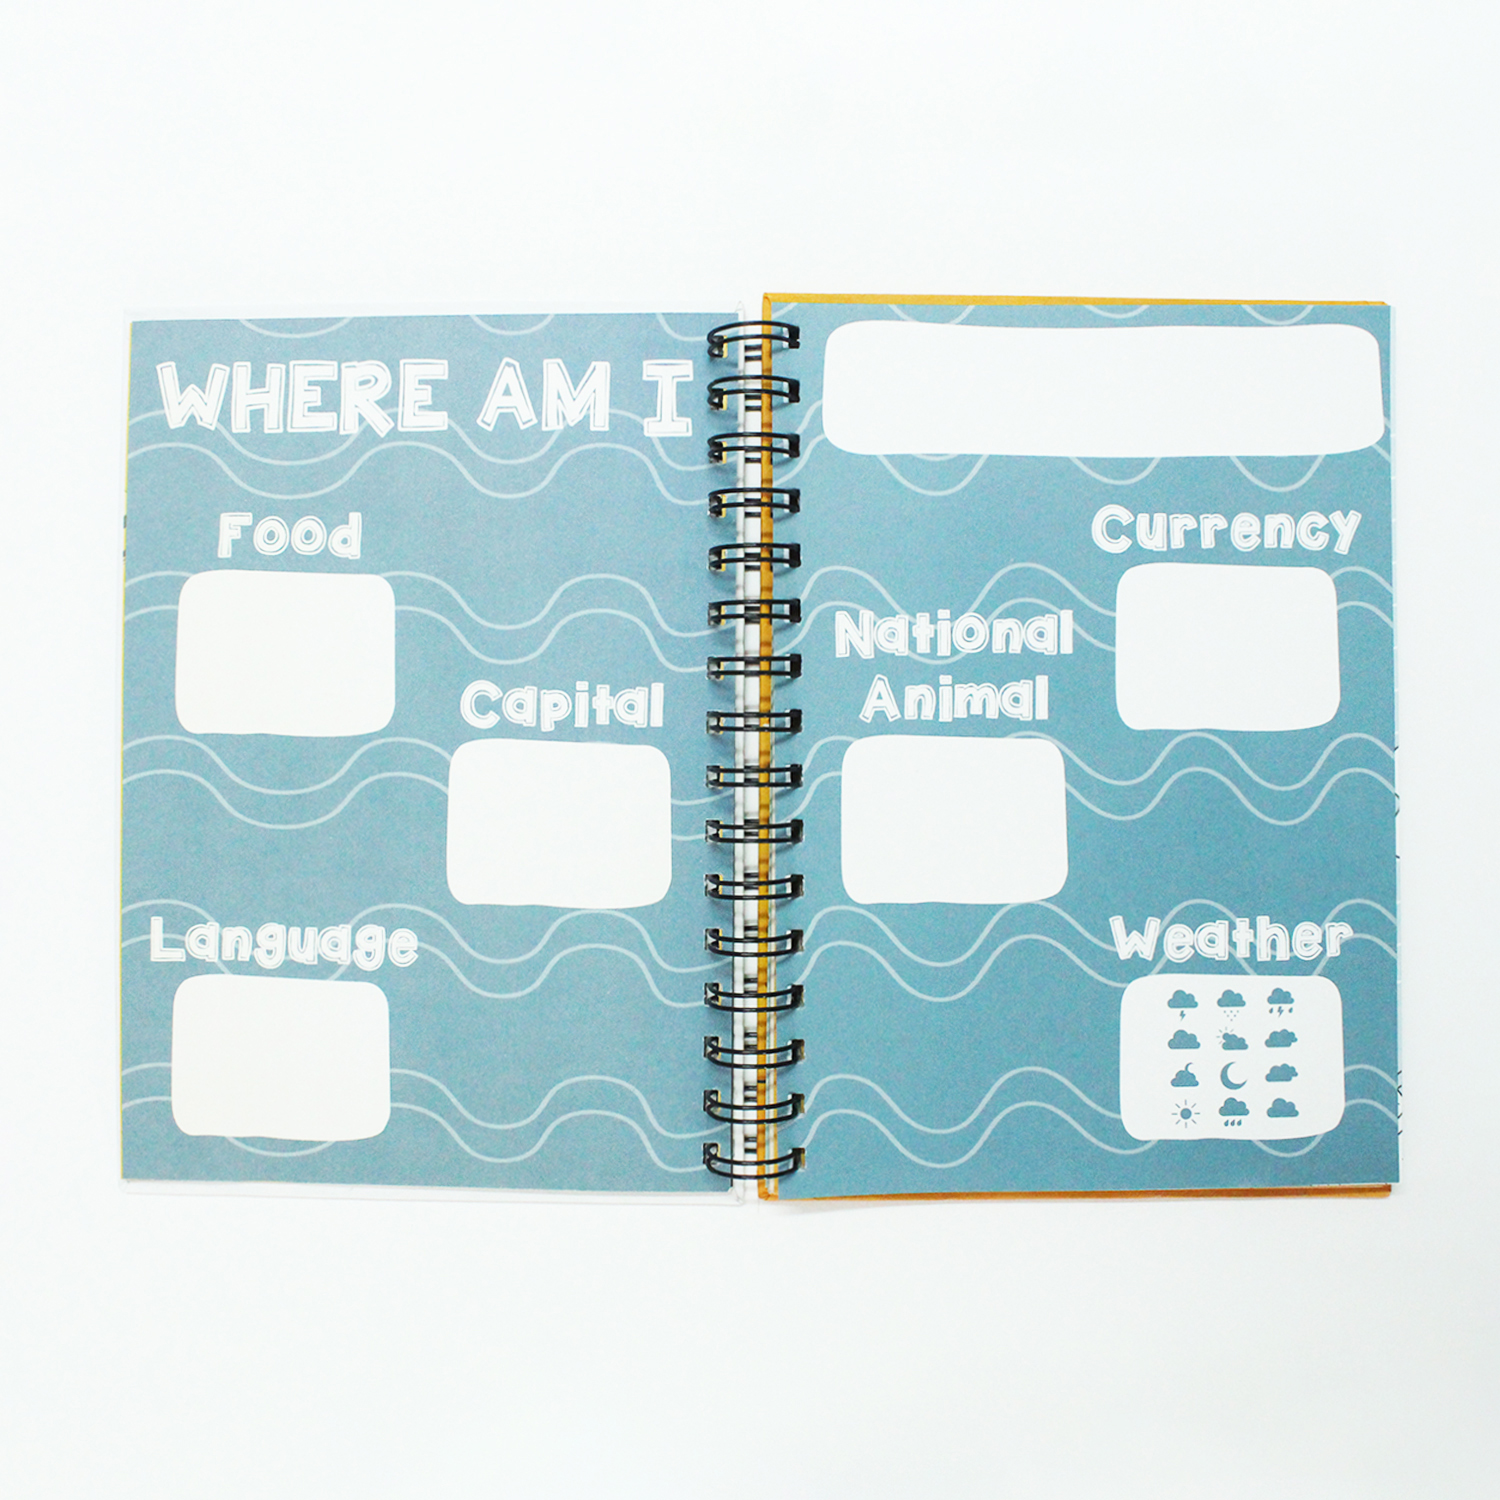 WHERE AM I
Food
Capital
Language
Currency
National
Animal
Weather